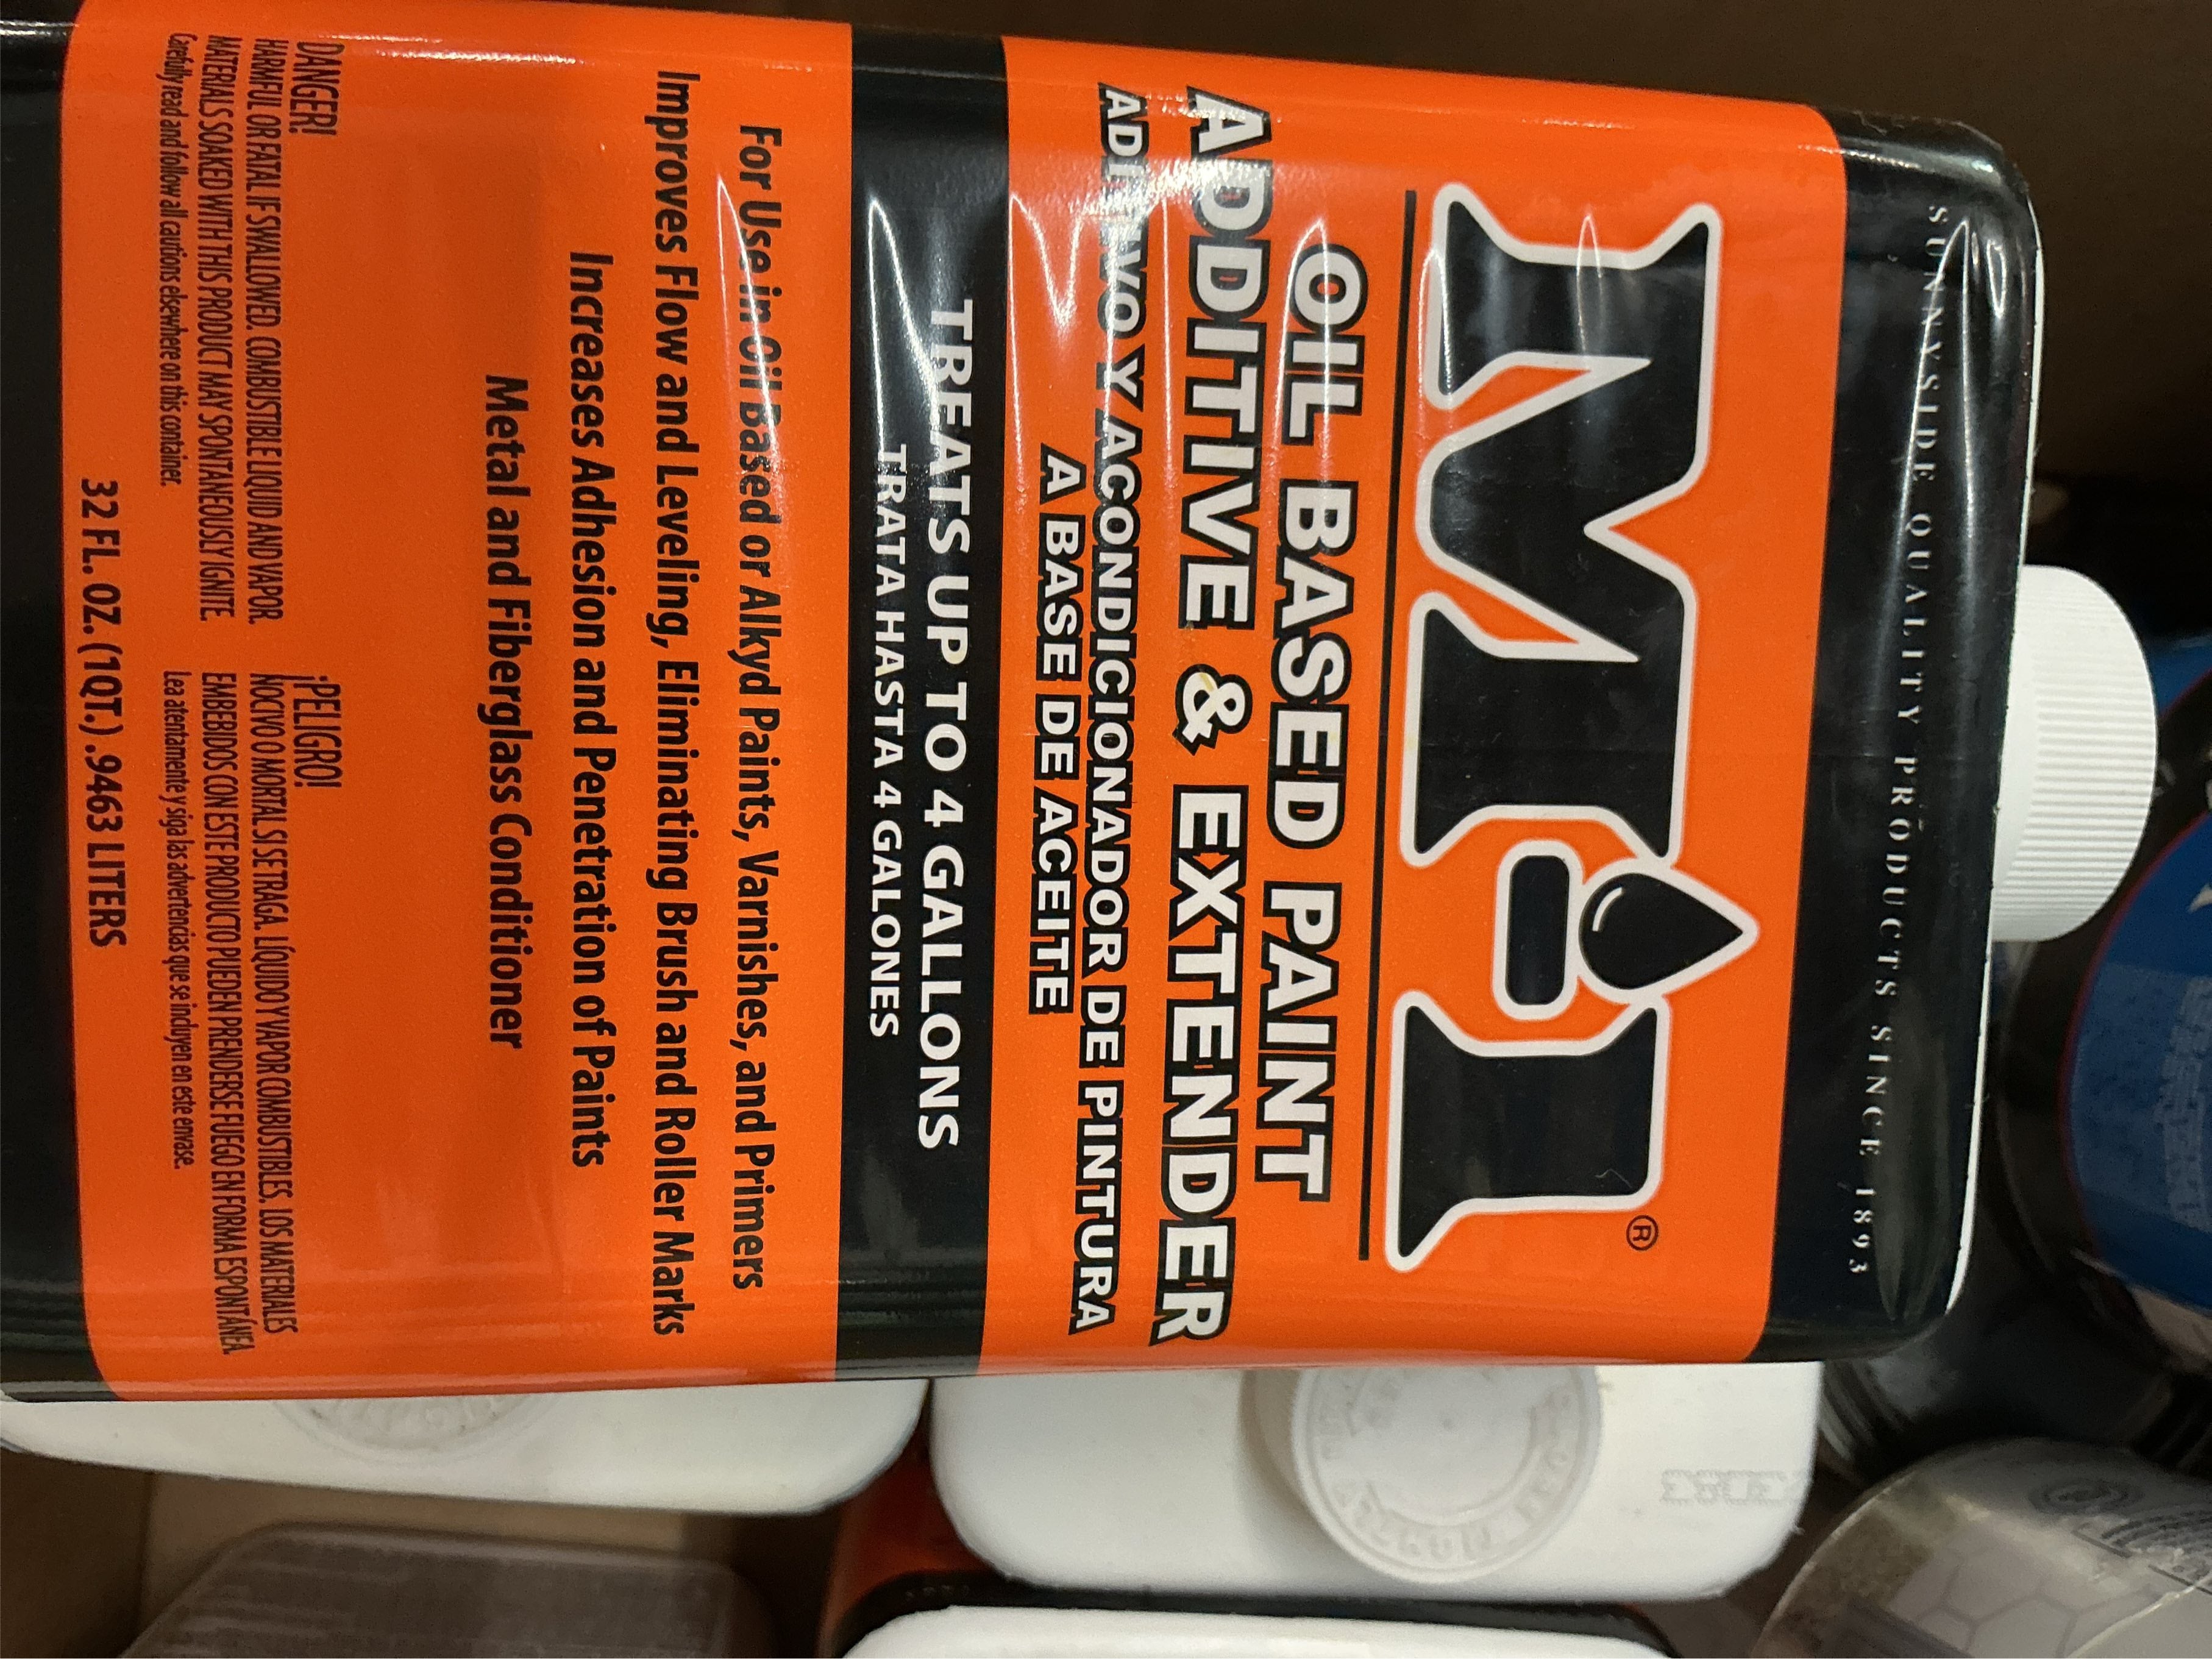 SUNNYSIDE QUALITY PRODUCTS SINCE 1893
M1®
OIL BASED PAINT
ADDITIVE & EXTENDER
ADITIVO Y ACONDICIONADOR DE PINTURA
A BASE DE ACEITE
TREATS UP TO 4 GALLONS
TRATA HASTA 4 GALONES
For Use in Oil Based or Alkyd Paints, Varnishes, and Primers
Improves Flow and Leveling, Eliminating Brush and Roller Marks
Increases Adhesion and Penetration of Paints
Metal and Fiberglass Conditioner
DANGER!
HARMFUL OR FATAL IF SWALLOWED. COMBUSTIBLE LIQUID AND VAPOR.
MATERIALS SOAKED WITH THIS PRODUCT MAY SPONTANEOUSLY IGNITE.
Carefully read and follow all cautions elsewhere on this container.
¡PELIGRO!
NOCIVO O MORTAL SI SE TRAGA. LÍQUIDO Y VAPOR COMBUSTIBLES. LOS MATERIALES
EMBEBIDOS CON ESTE PRODUCTO PUEDEN PRENDERSE FUEGO EN FORMA ESPONTÁNEA.
Lea atentamente y siga las advertencias que se incluyen en este envase.
32 FL. OZ. (1QT.) .9463 LITERS